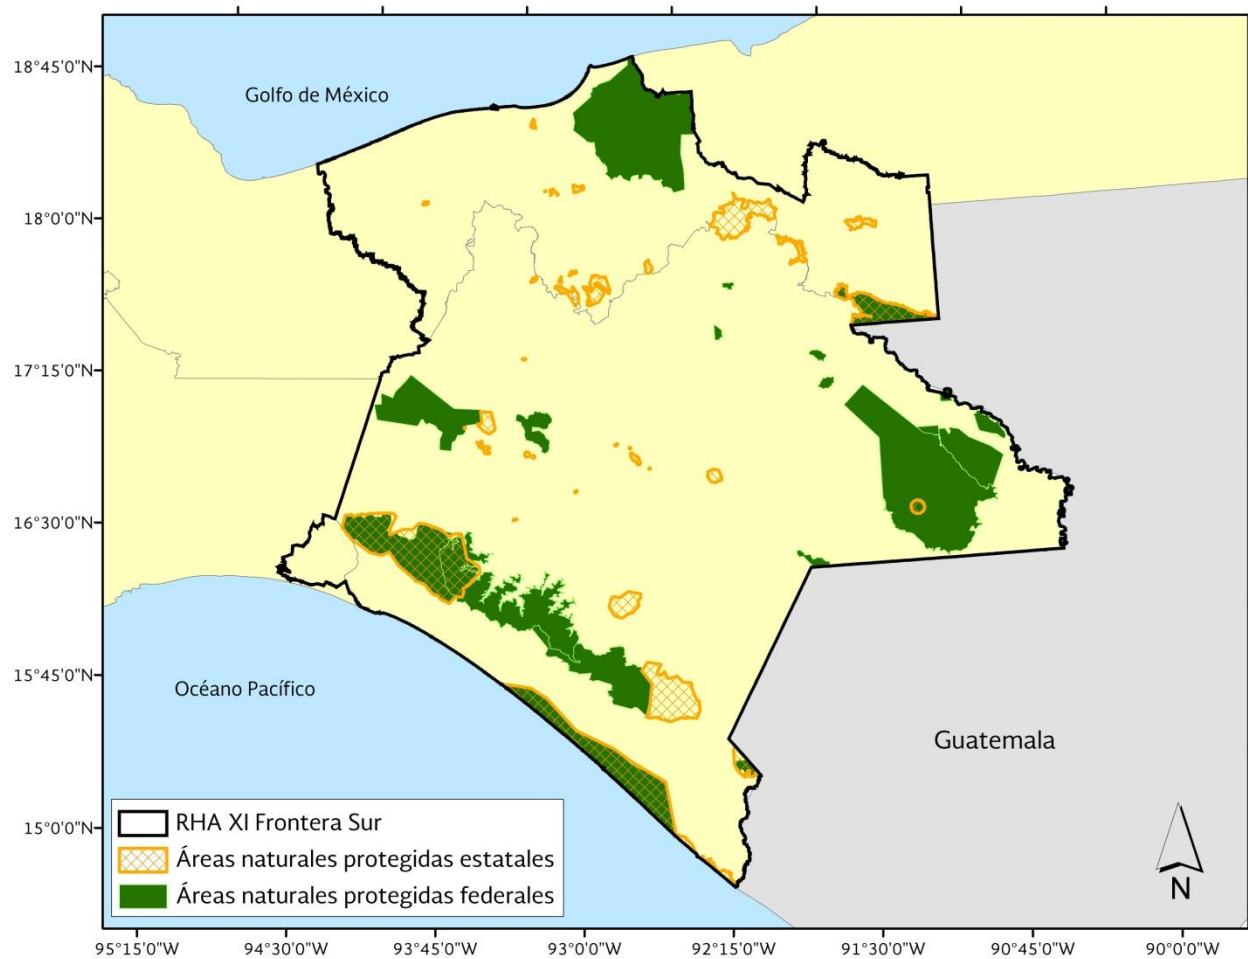 18°45'0"N
Golfo de México
18°0'0"N
17°15'0"N
16°30'0"N
15°45'0"N
Océano Pacífico
Guatemala
15°0'0"N
RHA XI Frontera Sur
Áreas naturales protegidas estatales
Áreas naturales protegidas federales
N
95°15'0"W 94°30'0"W 93°45'0"W 93°0'0"W 92°15'0"W 91°30'0"W 90°45'0"W 90°0'0"W